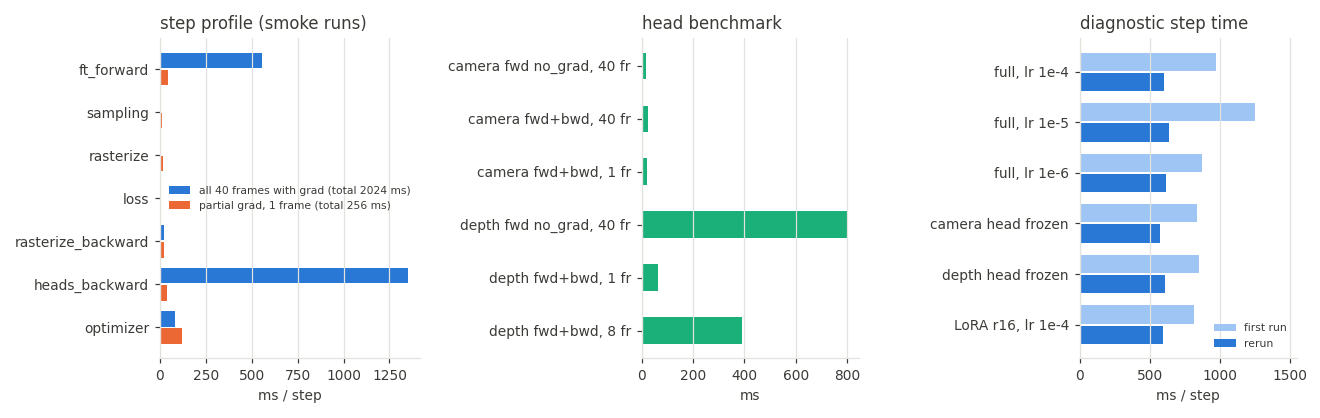 step profile (smoke runs)
ft_forward
sampling
rasterize
loss
rasterize_backward
heads_backward
optimizer
all 40 frames with grad (total 2024 ms)
partial grad, 1 frame (total 256 ms)
0 250 500 750 1000 1250
ms / step
head benchmark
camera fwd no_grad, 40 fr
camera fwd+bwd, 40 fr
camera fwd+bwd, 1 fr
depth fwd no_grad, 40 fr
depth fwd+bwd, 1 fr
depth fwd+bwd, 8 fr
0 200 400 600 800
ms
diagnostic step time
full, lr 1e-4
full, lr 1e-5
full, lr 1e-6
camera head frozen
depth head frozen
LoRA r16, lr 1e-4
first run
rerun
0 500 1000 1500
ms / step